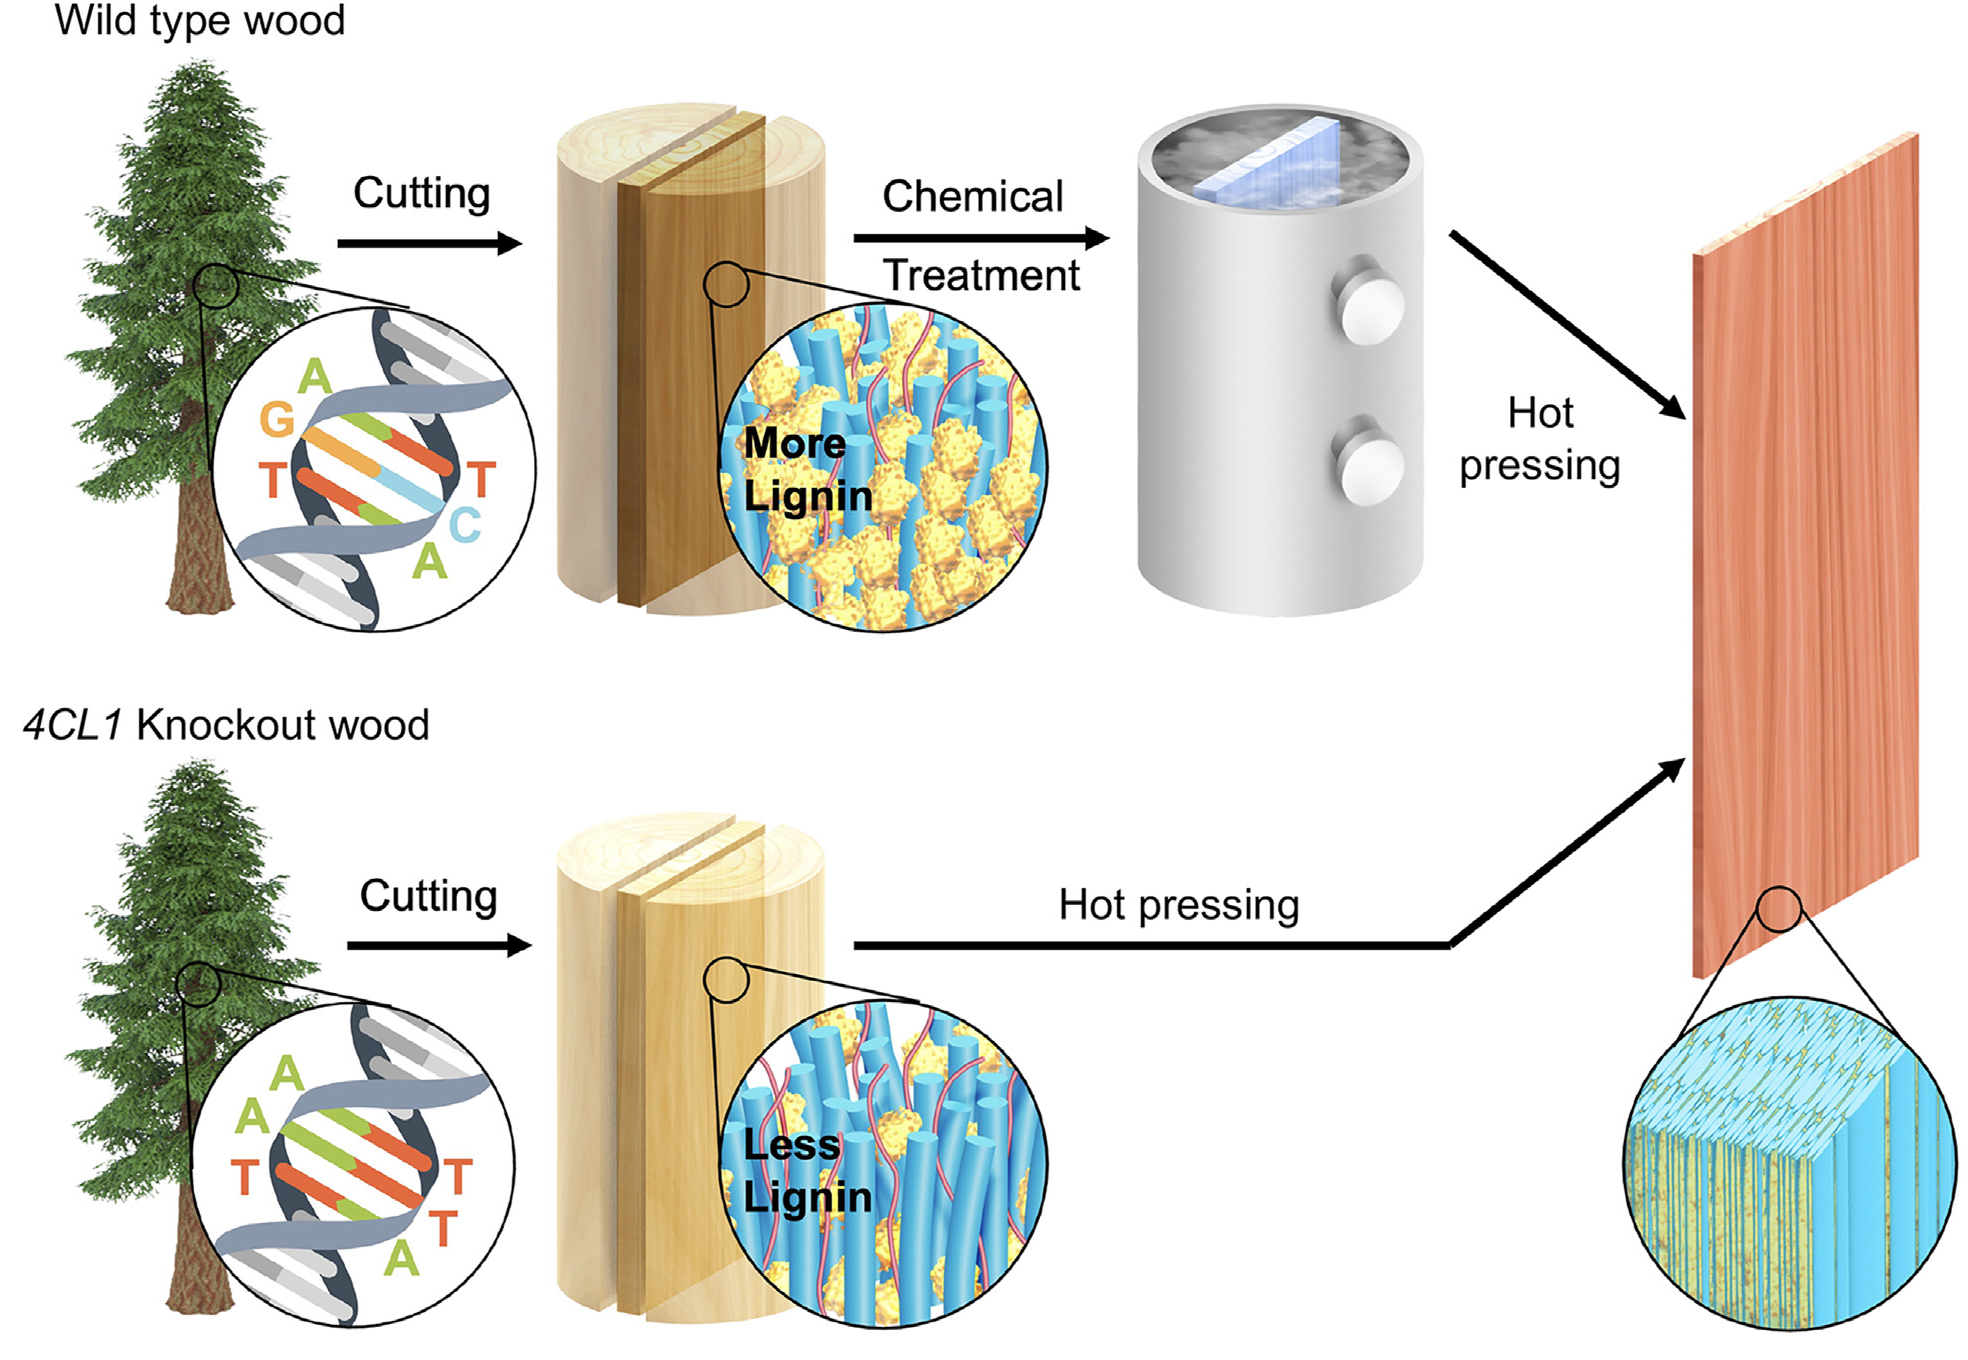 Wild type wood
Cutting
Chemical
Treatment
A
G
T
T
C
A
More
Lignin
Hot
pressing
4CL1 Knockout wood
Cutting
Hot pressing
A
A
T
T
T
A
Less
Lignin